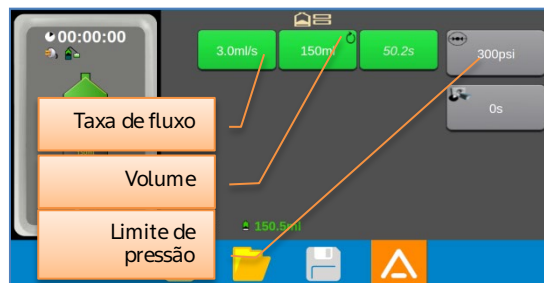 00:00:00
3.0ml/s
150ml
50.2s
300psi
0s
Taxa de fluxo
Volume
Limite de
pressão
150.5ml